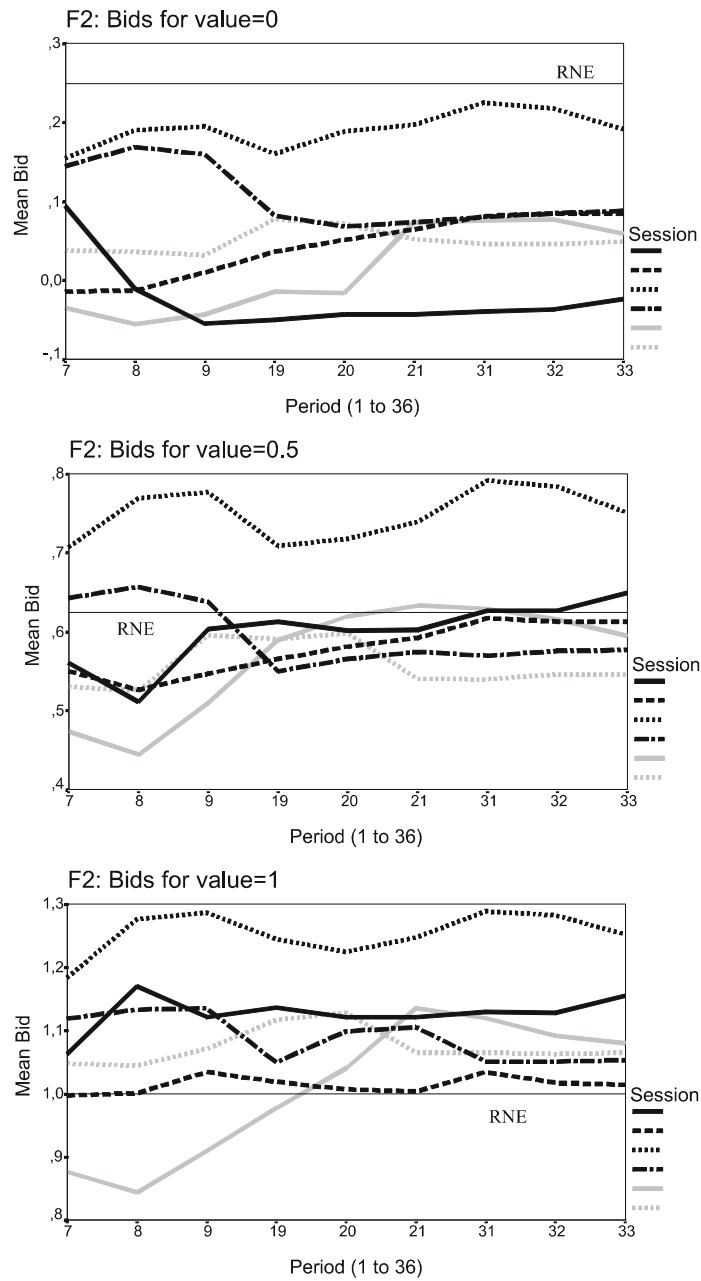 F2: Bids for value=0
,3
RNE
,2
,1
0,0
-,1
Mean Bid
7 8 9 19 20 21 31 32 33
Period (1 to 36)
Session
F2: Bids for value=0.5
,8
,7
,6
RNE
,5
,4
Mean Bid
7 8 9 19 20 21 31 32 33
Period (1 to 36)
Session
F2: Bids for value=1
1,3
1,2
1,1
1,0
RNE
,9
,8
Mean Bid
7 8 9 19 20 21 31 32 33
Period (1 to 36)
Session